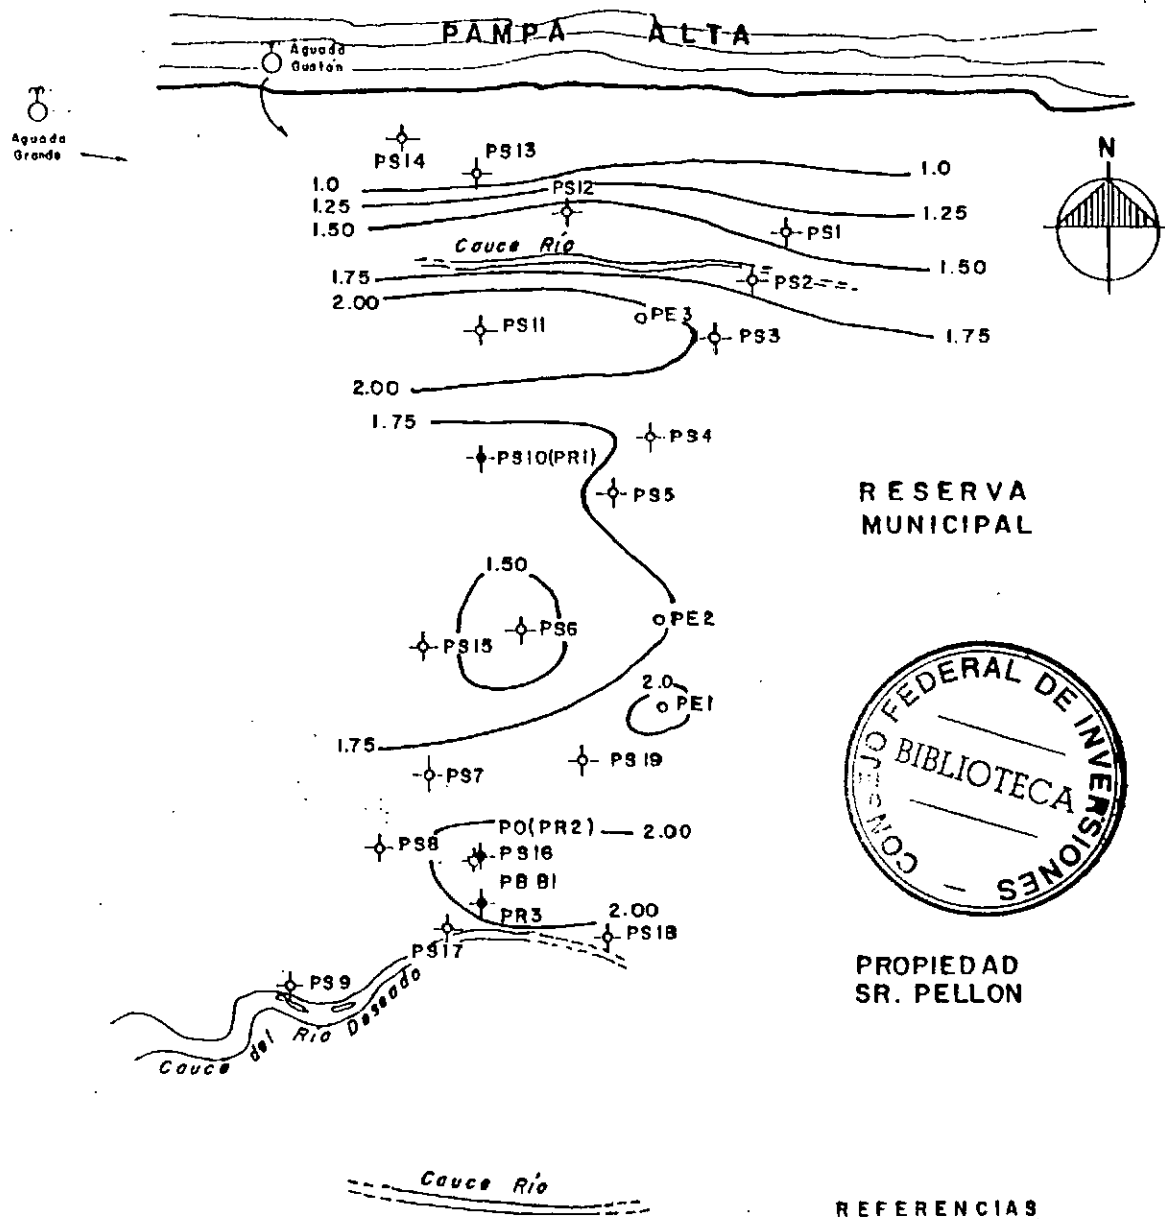 PAMPA ALTA
Aguada
Gustán
Aguada
Grande
PS14
PS13
N
1.0
1.0
PS12
1.25
1.25
1.50
PS1
Cauce Río
1.50
1.75
PS2
2.00
PE3
PS11
PS3
1.75
2.00
1.75
PS4
PS10(PR1)
PS5
RESERVA
MUNICIPAL
1.50
PE2
PS6
PS15
2.0
PE1
1.75
PS19
PS7
CONSEJO FEDERAL DE INVERSIONES
BIBLIOTECA
PO(PR2)
2.00
PS8
PS16
PB B1
PR3
2.00
PS18
PS17
PS9
Cauce del Río Deseado
PROPIEDAD
SR. PELLON
Cauce Río
REFERENCIAS